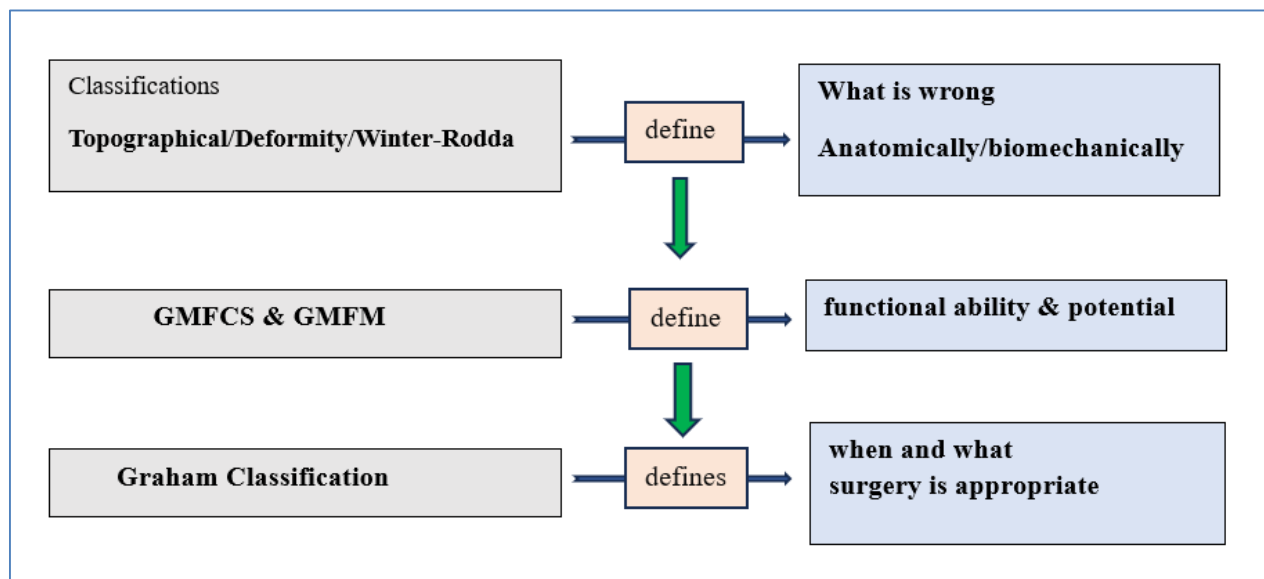 Classifications
Topographical/Deformity/Winter-Rodda
define
What is wrong
Anatomically/biomechanically
GMFCS & GMFM
define
functional ability & potential
Graham Classification
defines
when and what
surgery is appropriate